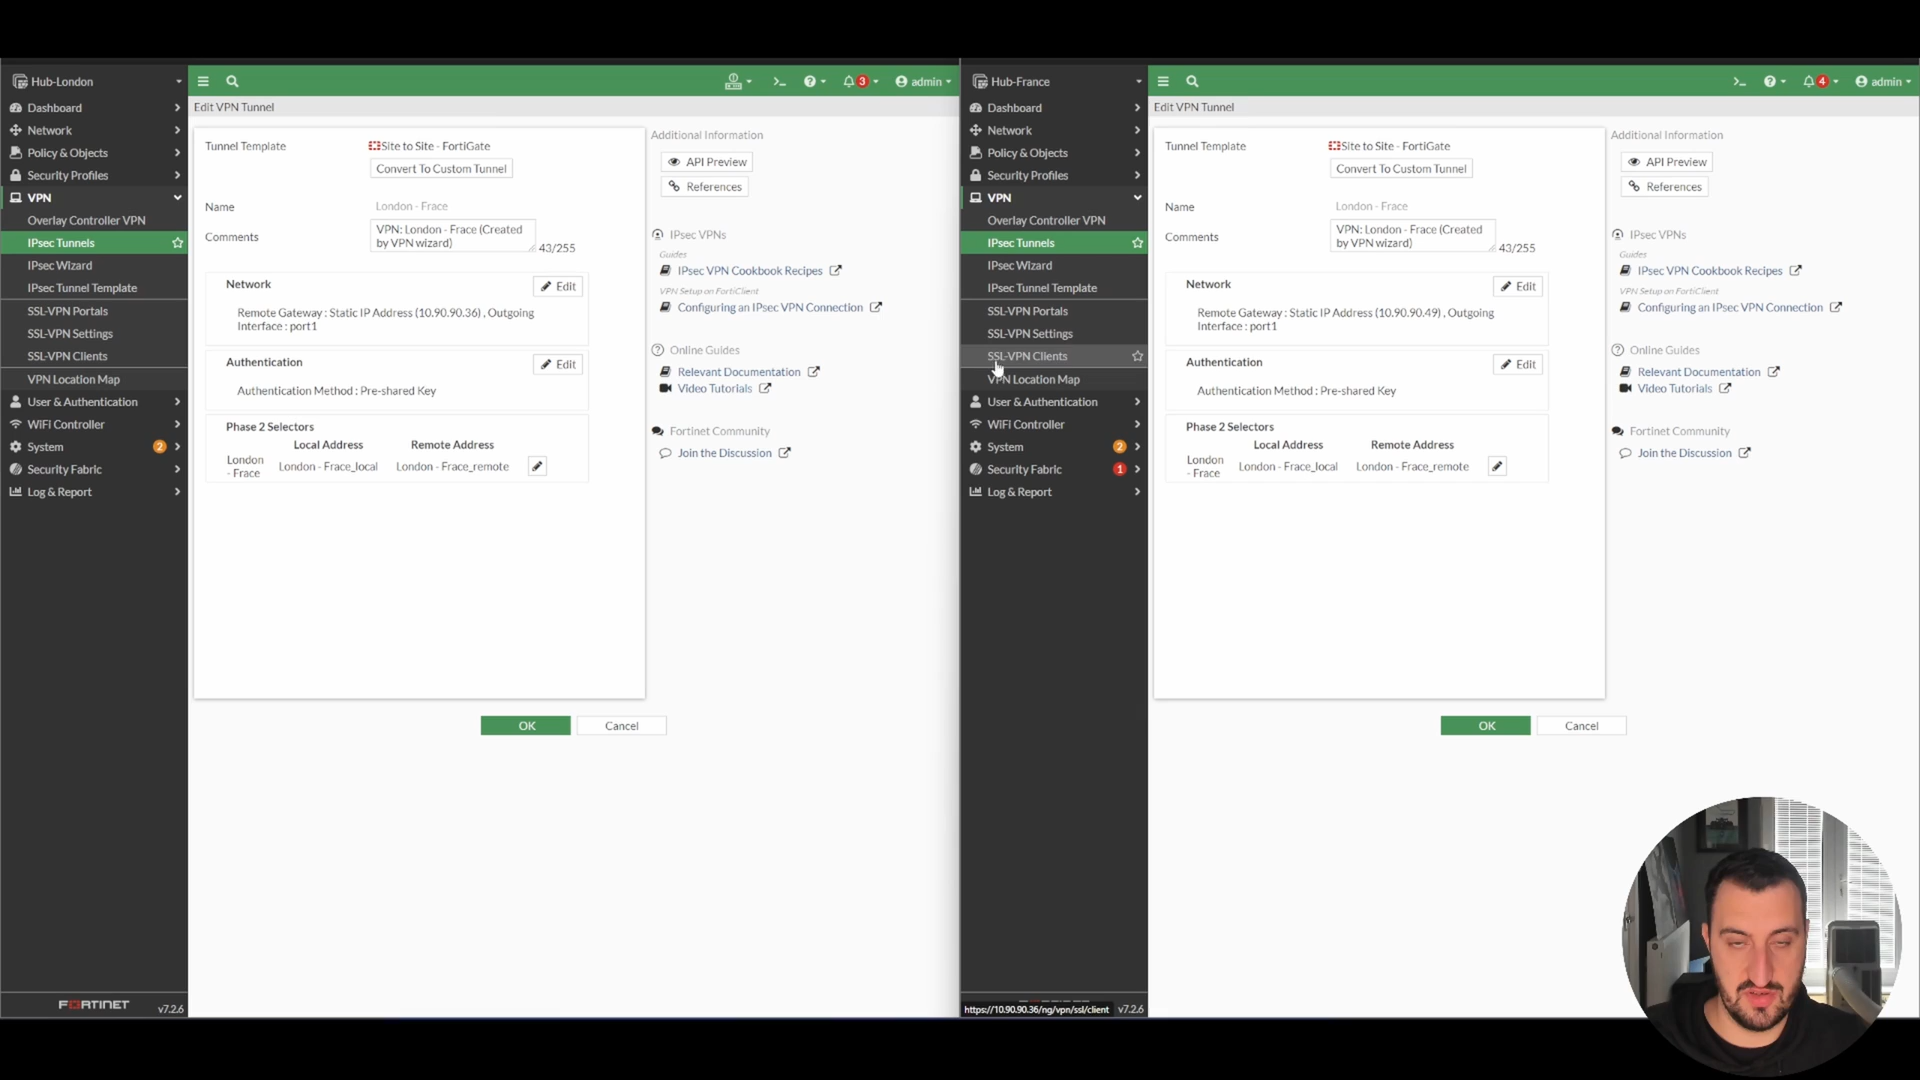 Hub-London
admin
Dashboard
Network
Policy & Objects
Security Profiles
VPN
Overlay Controller VPN
IPsec Tunnels
IPsec Wizard
IPsec Tunnel Template
SSL-VPN Portals
SSL-VPN Settings
SSL-VPN Clients
VPN Location Map
User & Authentication
WiFi Controller
System 2
Security Fabric
Log & Report
FORTINET v7.2.6
3
Edit VPN Tunnel
Tunnel Template Site to Site - FortiGate
Convert To Custom Tunnel
Name London - Frace
Comments VPN: London - Frace (Created
by VPN wizard) 43/255
Network Edit
Remote Gateway : Static IP Address (10.90.90.36) , Outgoing
Interface : port1
Authentication Edit
Authentication Method : Pre-shared Key
Phase 2 Selectors
Local Address Remote Address
London
- Frace London - Frace_local London - Frace_remote
OK Cancel
Additional Information
API Preview
References
IPsec VPNs
Guides
IPsec VPN Cookbook Recipes
VPN Setup on FortiClient
Configuring an IPsec VPN Connection
Online Guides
Relevant Documentation
Video Tutorials
Fortinet Community
Join the Discussion
Hub-France
4 admin
Dashboard
Network
Policy & Objects
Security Profiles
VPN
Overlay Controller VPN
IPsec Tunnels
IPsec Wizard
IPsec Tunnel Template
SSL-VPN Portals
SSL-VPN Settings
SSL-VPN Clients
VPN Location Map
User & Authentication
WiFi Controller
System 2
Security Fabric 1
Log & Report
https://10.90.90.36/ng/vpn/ssl/client v7.2.6
Edit VPN Tunnel
Tunnel Template Site to Site - FortiGate
Convert To Custom Tunnel
Name London - Frace
Comments VPN: London - Frace (Created
by VPN wizard) 43/255
Network Edit
Remote Gateway : Static IP Address (10.90.90.49) , Outgoing
Interface : port1
Authentication Edit
Authentication Method : Pre-shared Key
Phase 2 Selectors
Local Address Remote Address
London
- Frace London - Frace_local London - Frace_remote
OK Cancel
Additional Information
API Preview
References
IPsec VPNs
Guides
IPsec VPN Cookbook Recipes
VPN Setup on FortiClient
Configuring an IPsec VPN Connection
Online Guides
Relevant Documentation
Video Tutorials
Fortinet Community
Join the Discussion